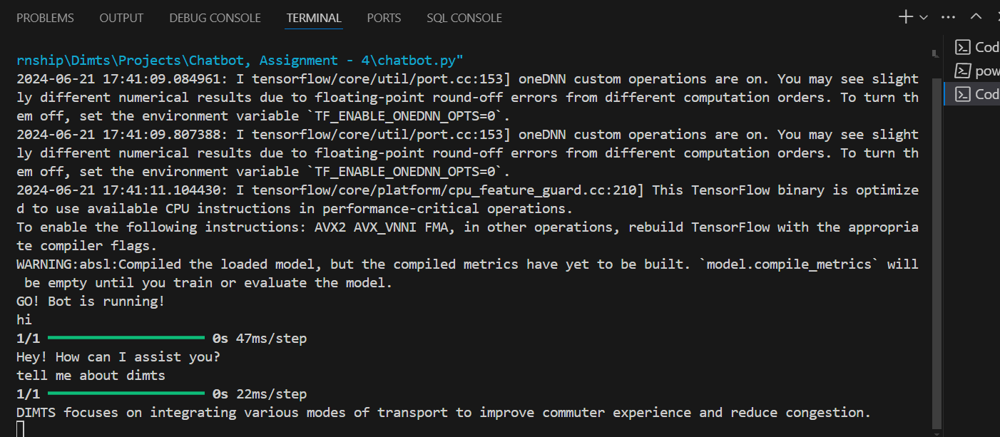 PROBLEMS OUTPUT DEBUG CONSOLE TERMINAL PORTS SQL CONSOLE
rnship\Dimts\Projects\Chatbot, Assignment - 4\chatbot.py"
2024-06-21 17:41:09.084961: I tensorflow/core/util/port.cc:153] oneDNN custom operations are on. You may see slight
ly different numerical results due to floating-point round-off errors from different computation orders. To turn th
em off, set the environment variable `TF_ENABLE_ONEDNN_OPTS=0`.
2024-06-21 17:41:09.807388: I tensorflow/core/util/port.cc:153] oneDNN custom operations are on. You may see slight
ly different numerical results due to floating-point round-off errors from different computation orders. To turn th
em off, set the environment variable `TF_ENABLE_ONEDNN_OPTS=0`.
2024-06-21 17:41:11.104430: I tensorflow/core/platform/cpu_feature_guard.cc:210] This TensorFlow binary is optimize
d to use available CPU instructions in performance-critical operations.
To enable the following instructions: AVX2 AVX_VNNI FMA, in other operations, rebuild TensorFlow with the appropria
te compiler flags.
WARNING:absl:Compiled the loaded model, but the compiled metrics have yet to be built. `model.compile_metrics` will
 be empty until you train or evaluate the model.
GO! Bot is running!
hi
1/1 0s 47ms/step
Hey! How can I assist you?
tell me about dimts
1/1 0s 22ms/step
DIMTS focuses on integrating various modes of transport to improve commuter experience and reduce congestion.
Cod
pow
Cod